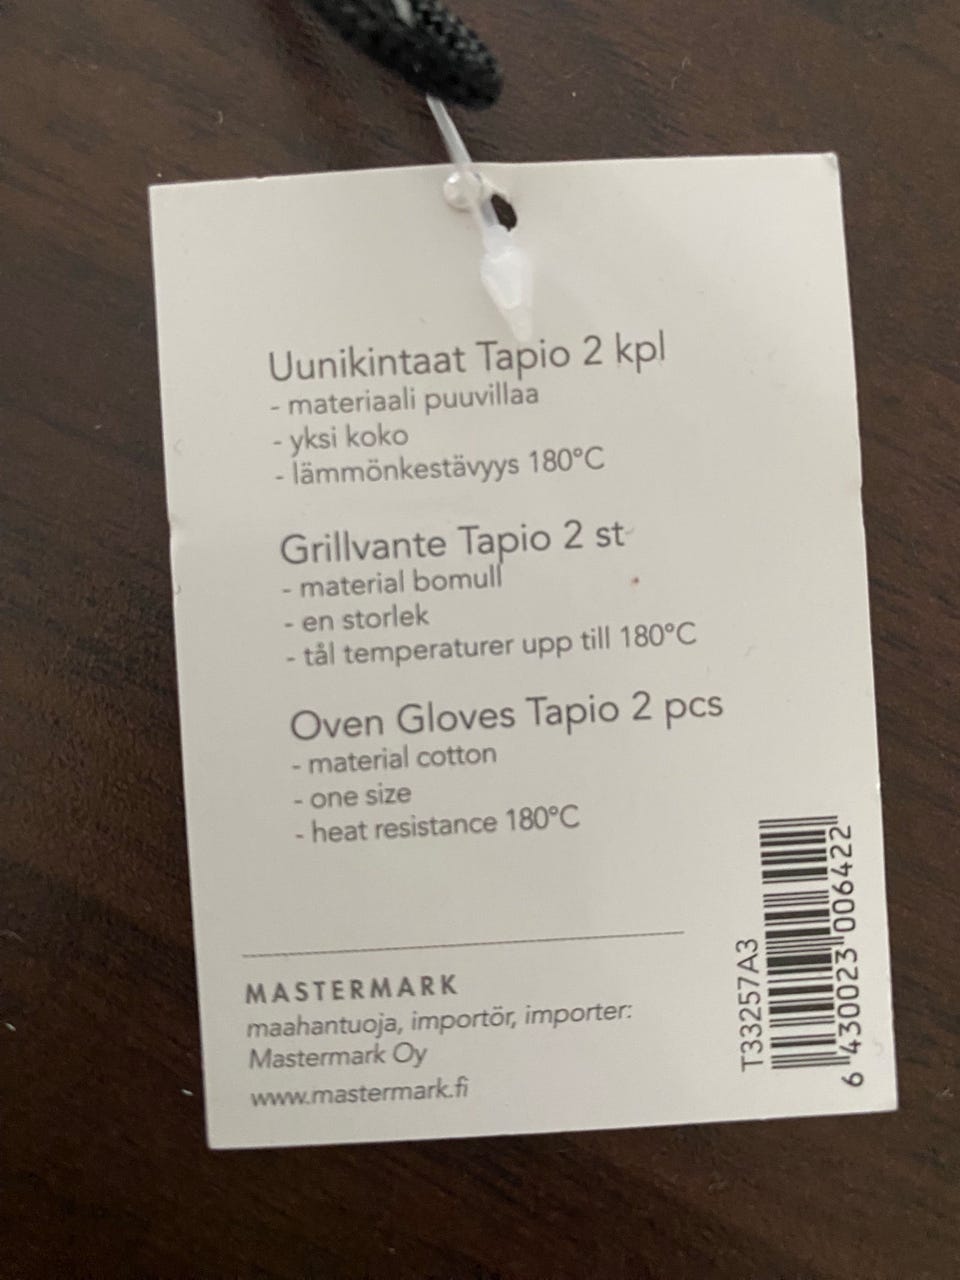 Uunikintaat Tapio 2 kpl
- materiaali puuvillaa
- yksi koko
- lämmönkestävyys 180°C
Grillvante Tapio 2 st
- material bomull
- en storlek
- tål temperaturer upp till 180°C
Oven Gloves Tapio 2 pcs
- material cotton
- one size
- heat resistance 180°C
MASTERMARK
maahantuoja, importör, importer:
Mastermark Oy
www.mastermark.fi
T33257A3
6 430023 006422